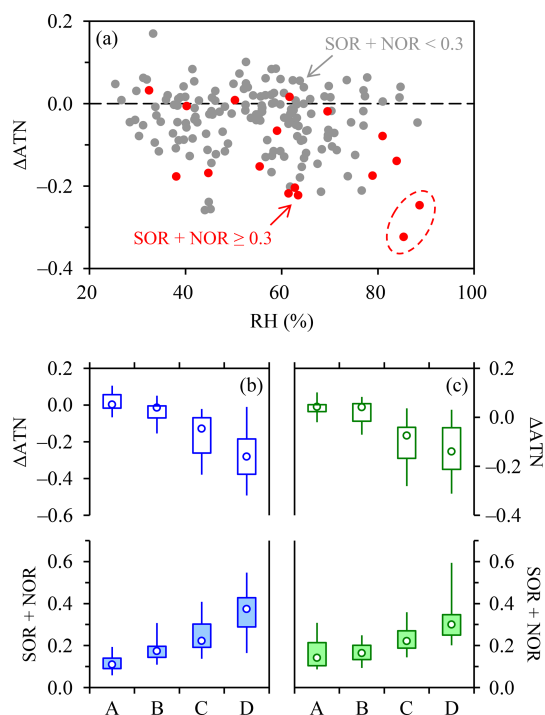 0.2
(a)
SOR + NOR < 0.3
0.0
ΔATN
−0.2
SOR + NOR ≥ 0.3
−0.4
20 40 60 80 100
RH (%)
0.2 (b) (c) 0.2
0.0 0.0
ΔATN ΔATN
−0.2
−0.2
−0.4
−0.6 −0.4
0.6 0.6
SOR + NOR SOR + NOR
0.4 0.4
0.2 0.2
0.0 0.0
A B C D A B C D